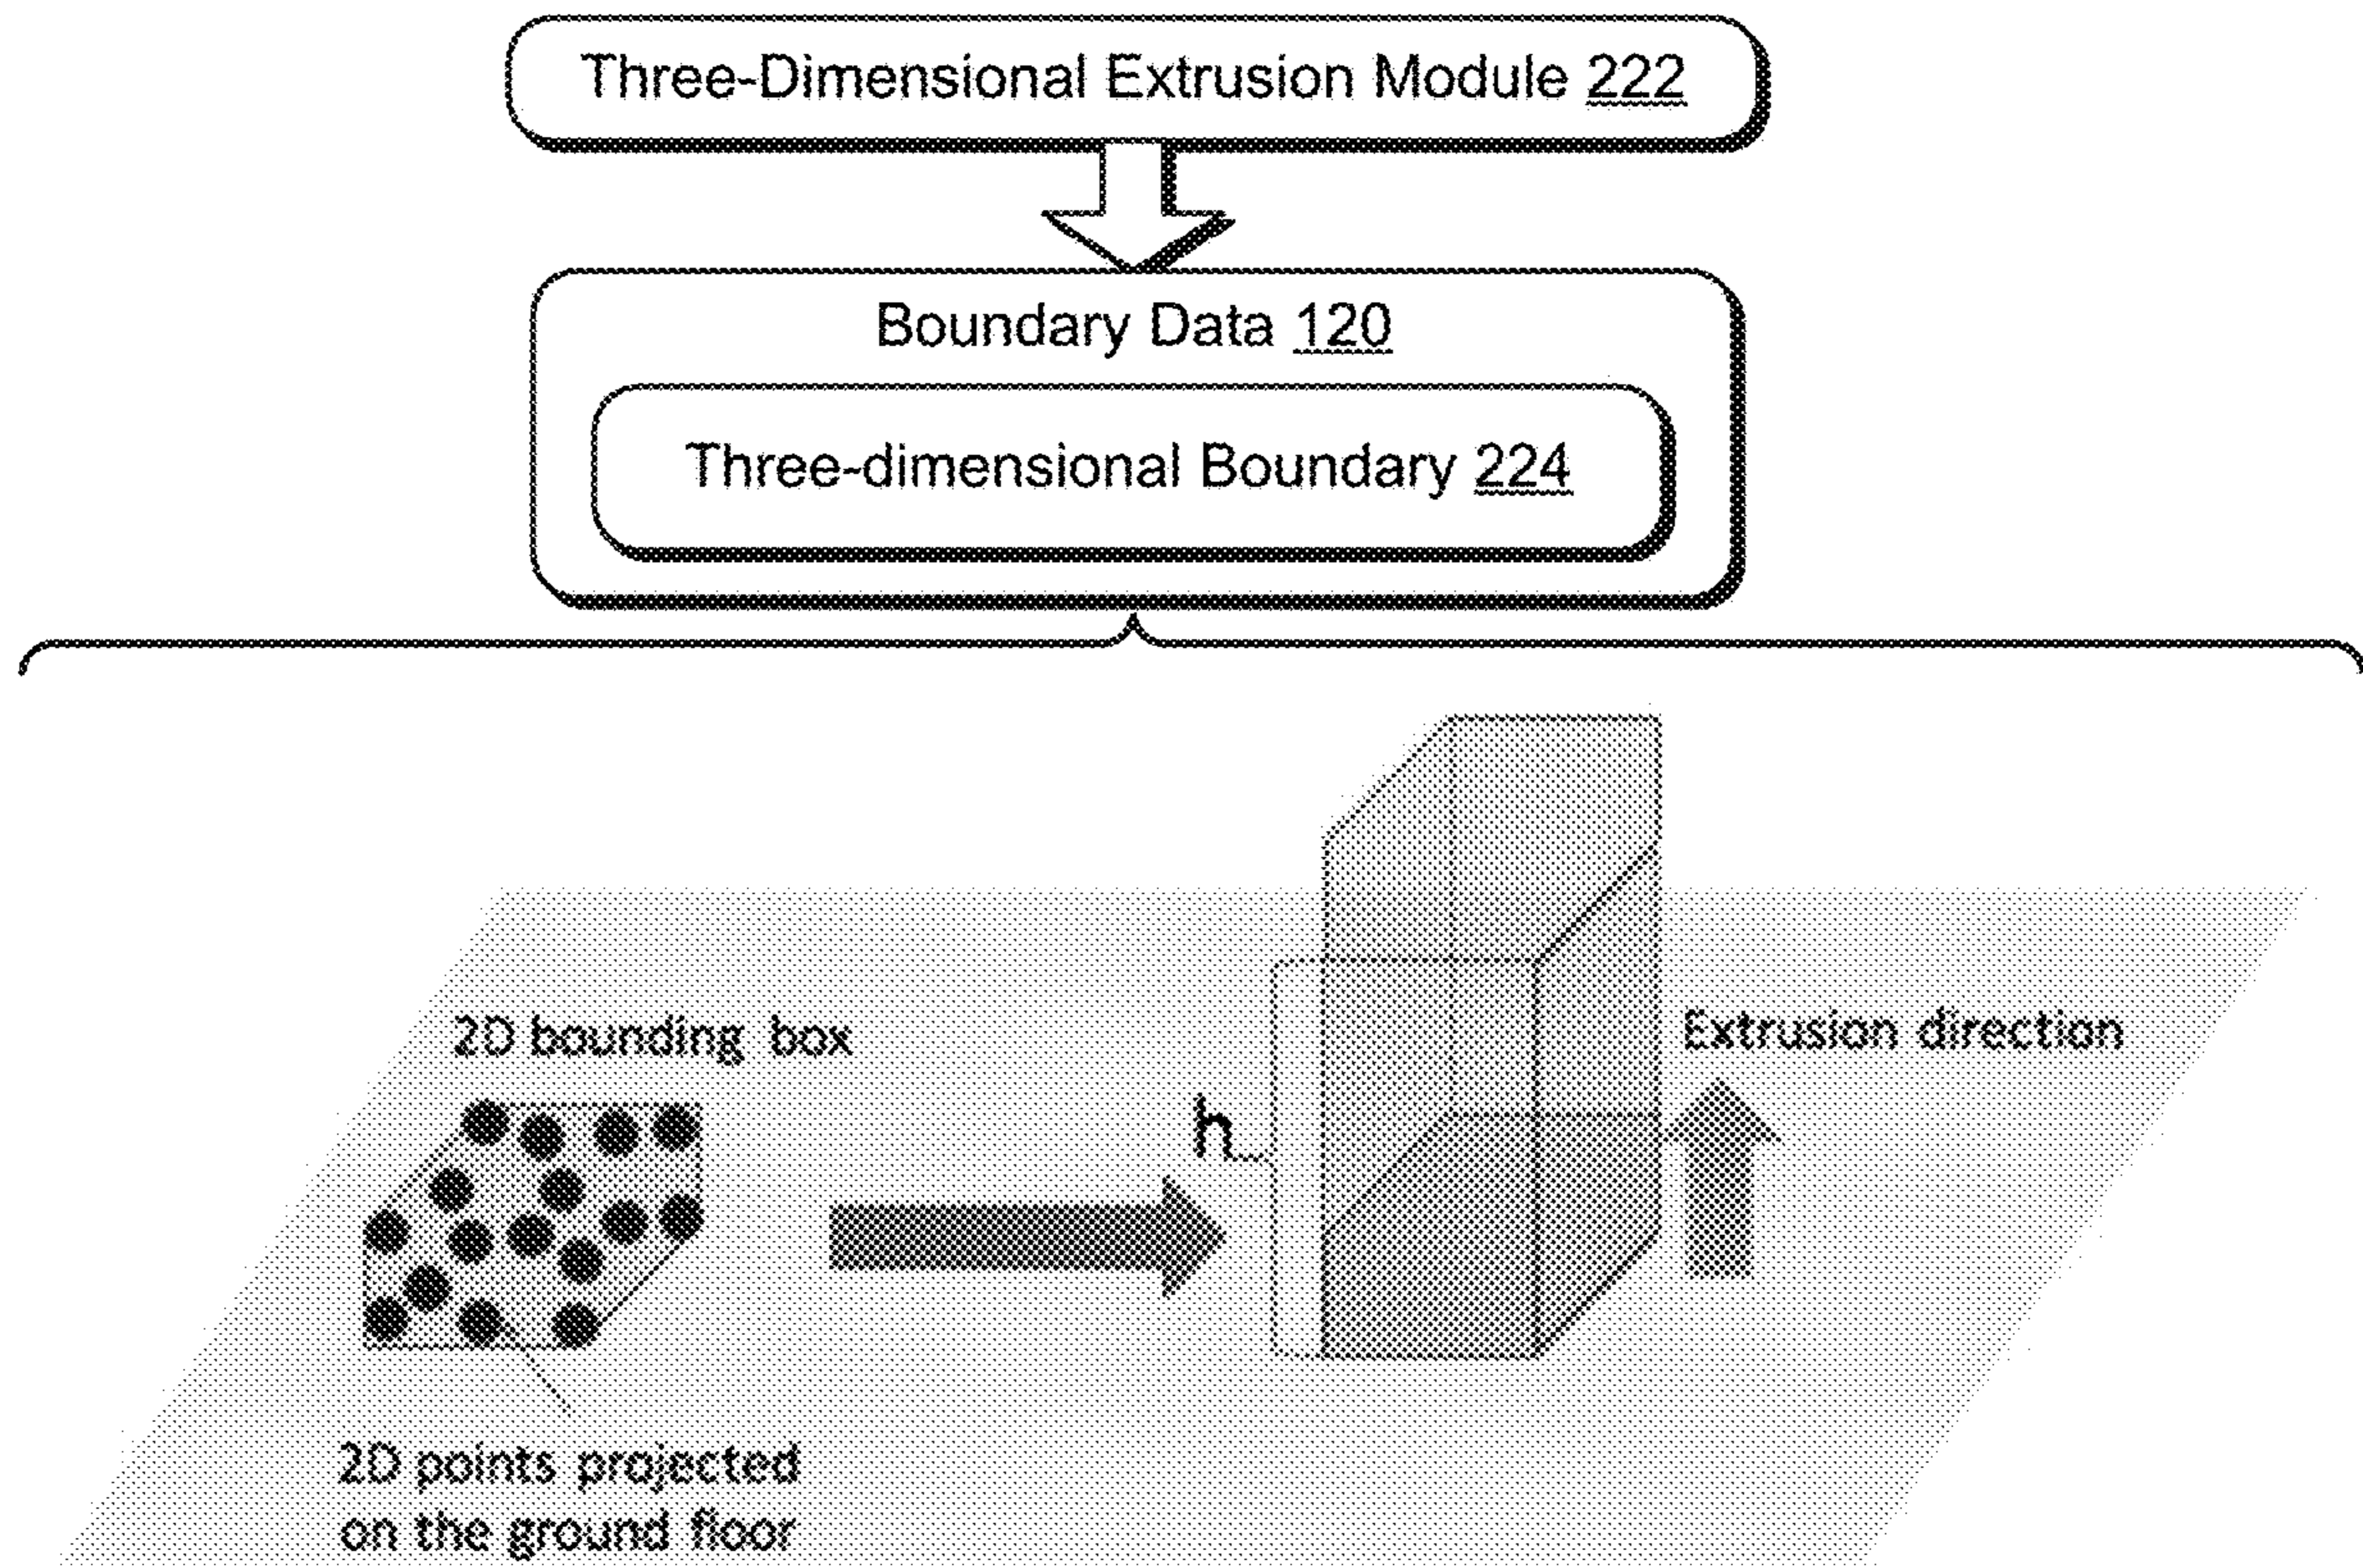 Three-Dimensional Extrusion Module 222
Boundary Data 120
Three-dimensional Boundary 224
2D bounding box
Extrusion direction
h
2D points projected
on the ground floor